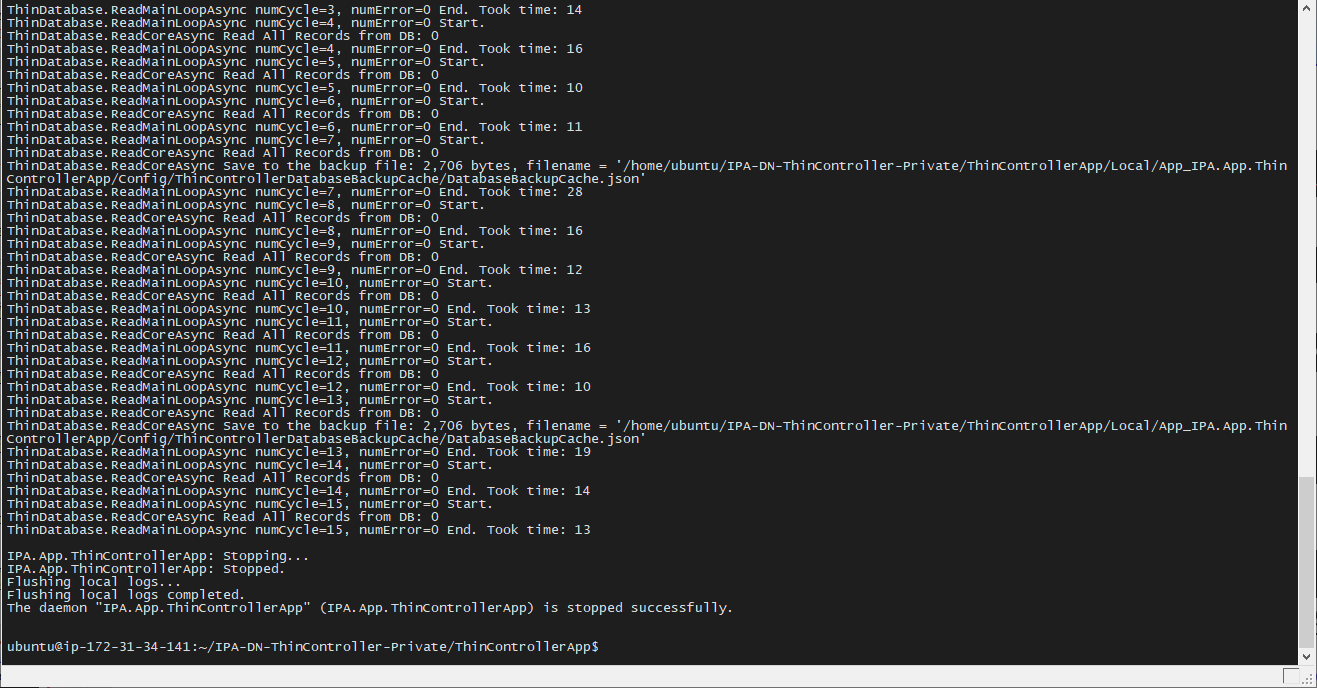 ThinDatabase.ReadMainLoopAsync numCycle=3, numError=0 End. Took time: 14
ThinDatabase.ReadMainLoopAsync numCycle=4, numError=0 Start.
ThinDatabase.ReadCoreAsync Read All Records from DB: 0
ThinDatabase.ReadMainLoopAsync numCycle=4, numError=0 End. Took time: 16
ThinDatabase.ReadMainLoopAsync numCycle=5, numError=0 Start.
ThinDatabase.ReadCoreAsync Read All Records from DB: 0
ThinDatabase.ReadMainLoopAsync numCycle=5, numError=0 End. Took time: 10
ThinDatabase.ReadMainLoopAsync numCycle=6, numError=0 Start.
ThinDatabase.ReadCoreAsync Read All Records from DB: 0
ThinDatabase.ReadMainLoopAsync numCycle=6, numError=0 End. Took time: 11
ThinDatabase.ReadMainLoopAsync numCycle=7, numError=0 Start.
ThinDatabase.ReadCoreAsync Read All Records from DB: 0
ThinDatabase.ReadCoreAsync Save to the backup file: 2,706 bytes, filename = '/home/ubuntu/IPA-DN-ThinController-Private/ThinControllerApp/Local/App_IPA.App.Thin
ControllerApp/Config/ThinControllerDatabaseBackupCache/DatabaseBackupCache.json'
ThinDatabase.ReadMainLoopAsync numCycle=7, numError=0 End. Took time: 28
ThinDatabase.ReadMainLoopAsync numCycle=8, numError=0 Start.
ThinDatabase.ReadCoreAsync Read All Records from DB: 0
ThinDatabase.ReadMainLoopAsync numCycle=8, numError=0 End. Took time: 16
ThinDatabase.ReadMainLoopAsync numCycle=9, numError=0 Start.
ThinDatabase.ReadCoreAsync Read All Records from DB: 0
ThinDatabase.ReadMainLoopAsync numCycle=9, numError=0 End. Took time: 12
ThinDatabase.ReadMainLoopAsync numCycle=10, numError=0 Start.
ThinDatabase.ReadCoreAsync Read All Records from DB: 0
ThinDatabase.ReadMainLoopAsync numCycle=10, numError=0 End. Took time: 13
ThinDatabase.ReadMainLoopAsync numCycle=11, numError=0 Start.
ThinDatabase.ReadCoreAsync Read All Records from DB: 0
ThinDatabase.ReadMainLoopAsync numCycle=11, numError=0 End. Took time: 16
ThinDatabase.ReadMainLoopAsync numCycle=12, numError=0 Start.
ThinDatabase.ReadCoreAsync Read All Records from DB: 0
ThinDatabase.ReadMainLoopAsync numCycle=12, numError=0 End. Took time: 10
ThinDatabase.ReadMainLoopAsync numCycle=13, numError=0 Start.
ThinDatabase.ReadCoreAsync Read All Records from DB: 0
ThinDatabase.ReadCoreAsync Save to the backup file: 2,706 bytes, filename = '/home/ubuntu/IPA-DN-ThinController-Private/ThinControllerApp/Local/App_IPA.App.Thin
ControllerApp/Config/ThinControllerDatabaseBackupCache/DatabaseBackupCache.json'
ThinDatabase.ReadMainLoopAsync numCycle=13, numError=0 End. Took time: 19
ThinDatabase.ReadMainLoopAsync numCycle=14, numError=0 Start.
ThinDatabase.ReadCoreAsync Read All Records from DB: 0
ThinDatabase.ReadMainLoopAsync numCycle=14, numError=0 End. Took time: 14
ThinDatabase.ReadMainLoopAsync numCycle=15, numError=0 Start.
ThinDatabase.ReadCoreAsync Read All Records from DB: 0
ThinDatabase.ReadMainLoopAsync numCycle=15, numError=0 End. Took time: 13
IPA.App.ThinControllerApp: Stopping...
IPA.App.ThinControllerApp: Stopped.
Flushing local logs...
Flushing local logs completed.
The daemon "IPA.App.ThinControllerApp" (IPA.App.ThinControllerApp) is stopped successfully.
ubuntu@ip-172-31-34-141:~/IPA-DN-ThinController-Private/ThinControllerApp$